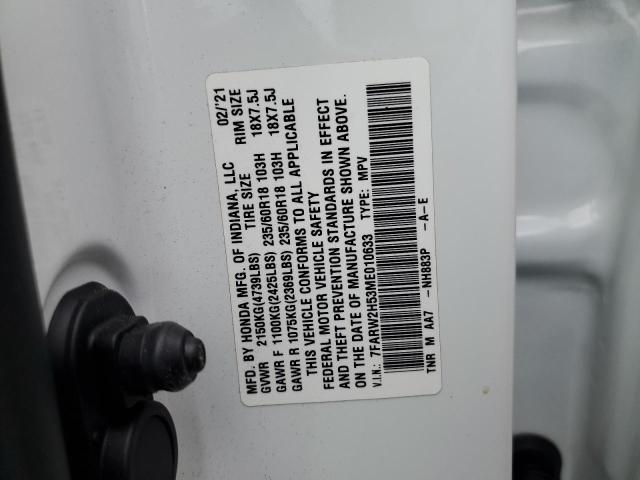 MFD. BY HONDA MFG. OF INDIANA, LLC 02/'21
GVWR 2150KG(4739LBS) TIRE SIZE RIM SIZE
GAWR F 1100KG(2425LBS) 235/60R18 103H 18X7.5J
GAWR R 1075KG(2369LBS) 235/60R18 103H 18X7.5J
THIS VEHICLE CONFORMS TO ALL APPLICABLE
FEDERAL MOTOR VEHICLE SAFETY
AND THEFT PREVENTION STANDARDS IN EFFECT
ON THE DATE OF MANUFACTURE SHOWN ABOVE.
V.I.N.: 7FARW2H53ME010633 TYPE: MPV
TNR M AA7 -NH883P -A-E